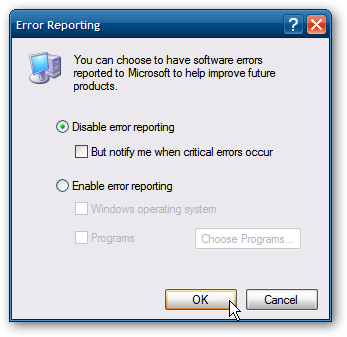 Error Reporting
You can choose to have software errors
reported to Microsoft to help improve future
products.
Disable error reporting
But notify me when critical errors occur
Enable error reporting
Windows operating system
Programs
Choose Programs...
OK
Cancel